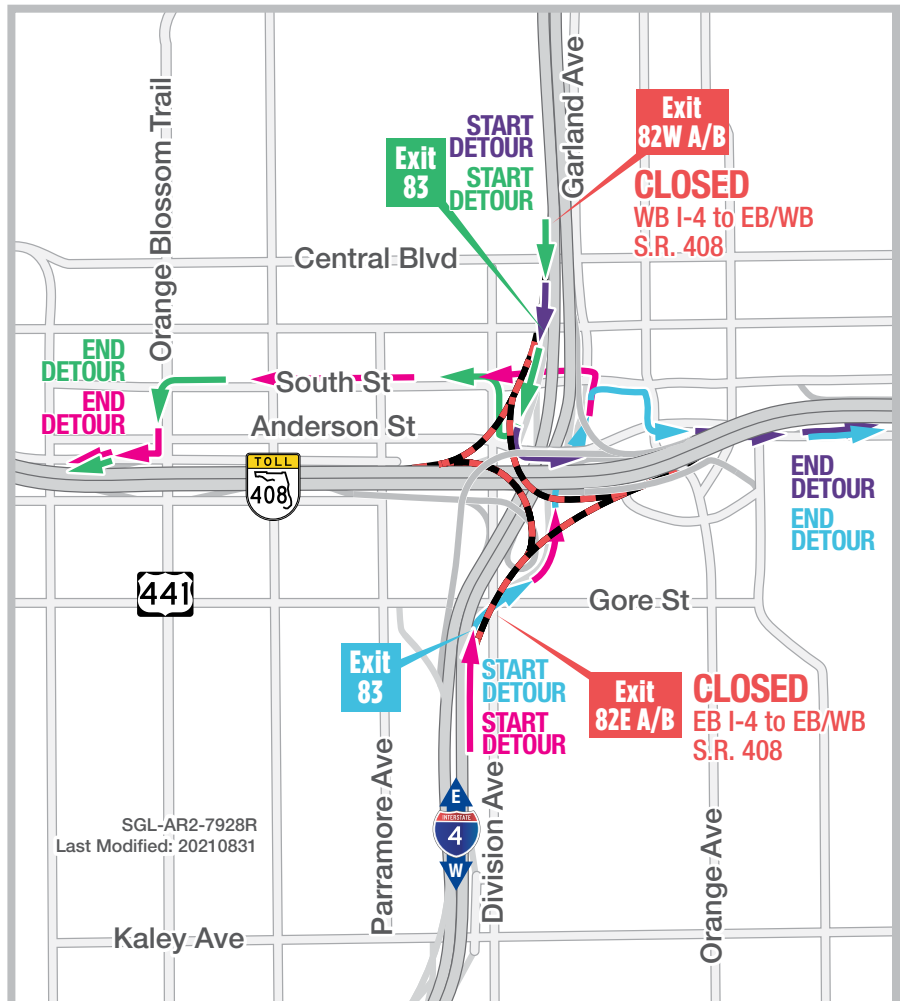 Orange Blossom Trail
Garland Ave
START
DETOUR
Exit
83
START
DETOUR
Exit
82W A/B
CLOSED
WB I-4 to EB/WB
S.R. 408
Central Blvd
END
DETOUR
South St
END
DETOUR
Anderson St
TOLL
408
END
DETOUR
END
DETOUR
441
Gore St
Exit
83
START
DETOUR
START
DETOUR
Exit
82E A/B
CLOSED
EB I-4 to EB/WB
S.R. 408
Parramore Ave
E
INTERSTATE
4
W
Division Ave
Orange Ave
SGL-AR2-7928R
Last Modified: 20210831
Kaley Ave